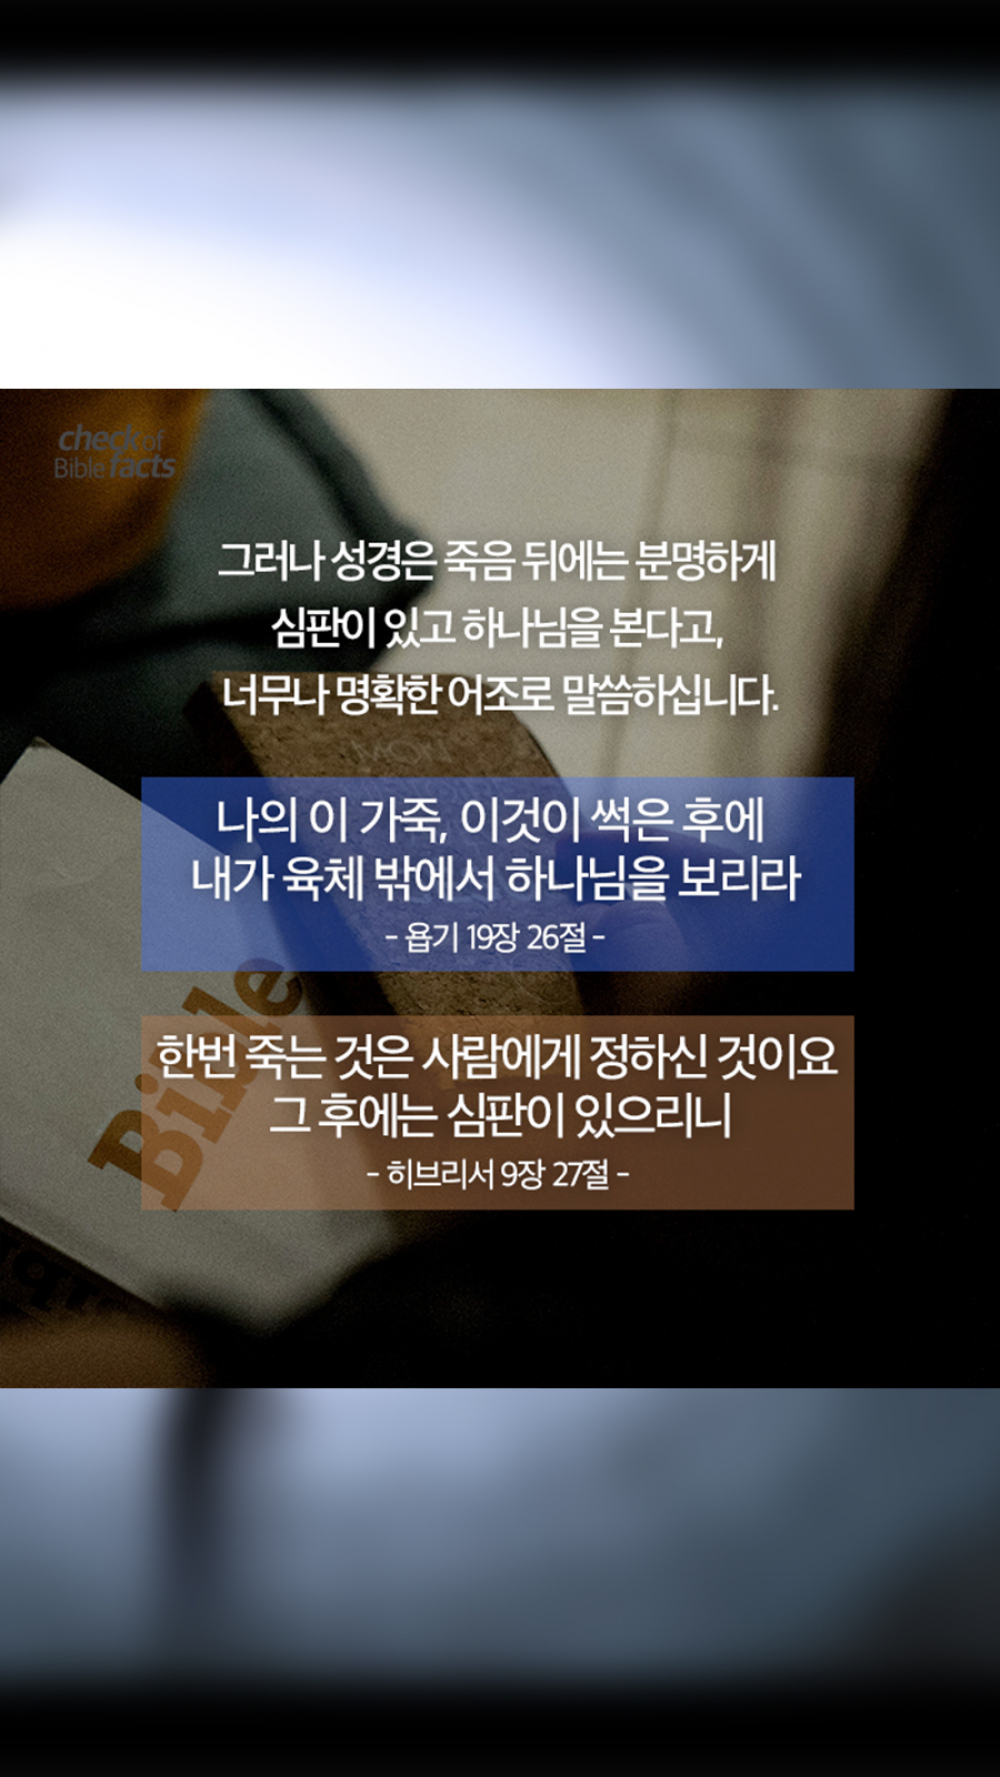 check of
Bible facts
그러나 성경은 죽음 뒤에는 분명하게
심판이 있고 하나님을 본다고,
너무나 명확한 어조로 말씀하십니다.
나의 이 가죽, 이것이 썩은 후에
내가 육체 밖에서 하나님을 보리라
- 욥기 19장 26절 -
Bible
한번 죽는 것은 사람에게 정하신 것이요
그 후에는 심판이 있으리니
- 히브리서 9장 27절 -